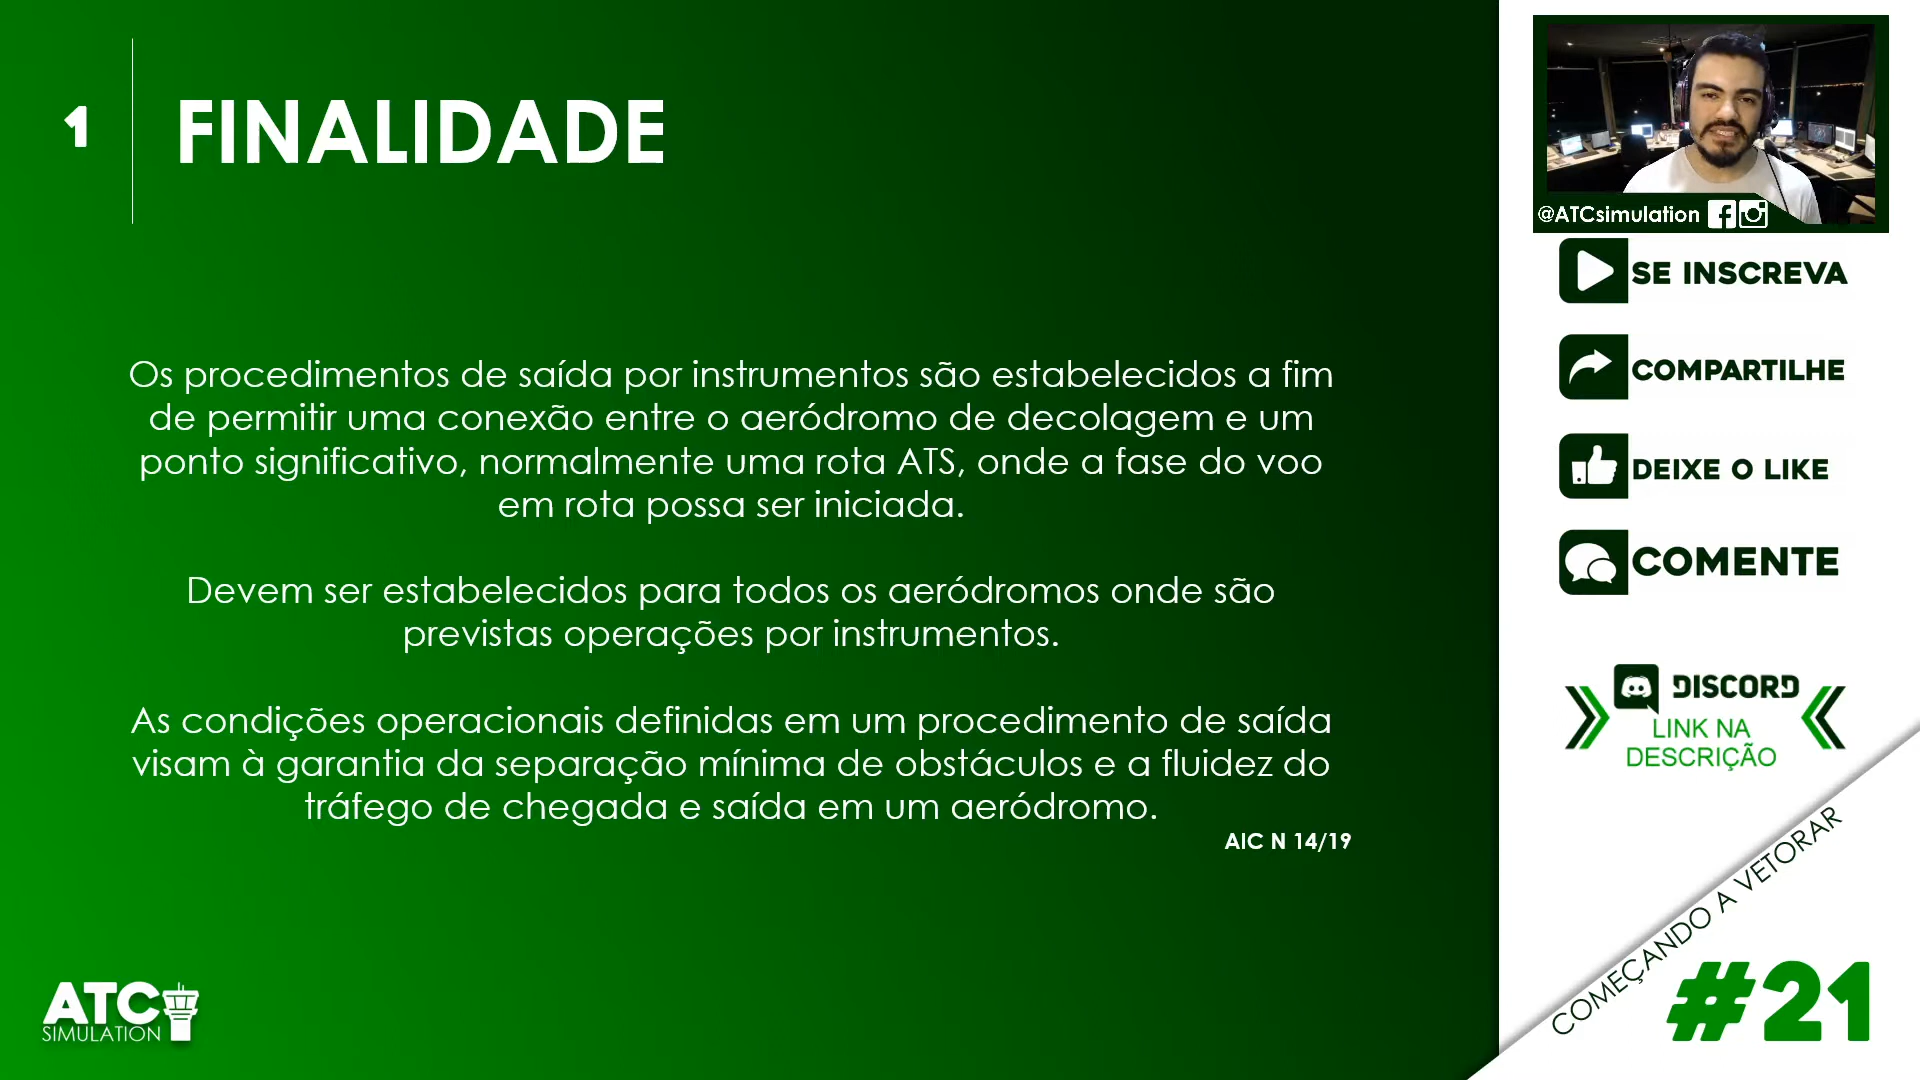 1
FINALIDADE
Os procedimentos de saída por instrumentos são estabelecidos a fim
de permitir uma conexão entre o aeródromo de decolagem e um
ponto significativo, normalmente uma rota ATS, onde a fase do voo
em rota possa ser iniciada.
Devem ser estabelecidos para todos os aeródromos onde são
previstas operações por instrumentos.
As condições operacionais definidas em um procedimento de saída
visam à garantia da separação mínima de obstáculos e a fluidez do
tráfego de chegada e saída em um aeródromo.
AIC N 14/19
ATC
SIMULATION
@ATCsimulation
SE INSCREVA
COMPARTILHE
DEIXE O LIKE
COMENTE
DISCORD
LINK NA
DESCRIÇÃO
COMEÇANDO A VETORAR
#21